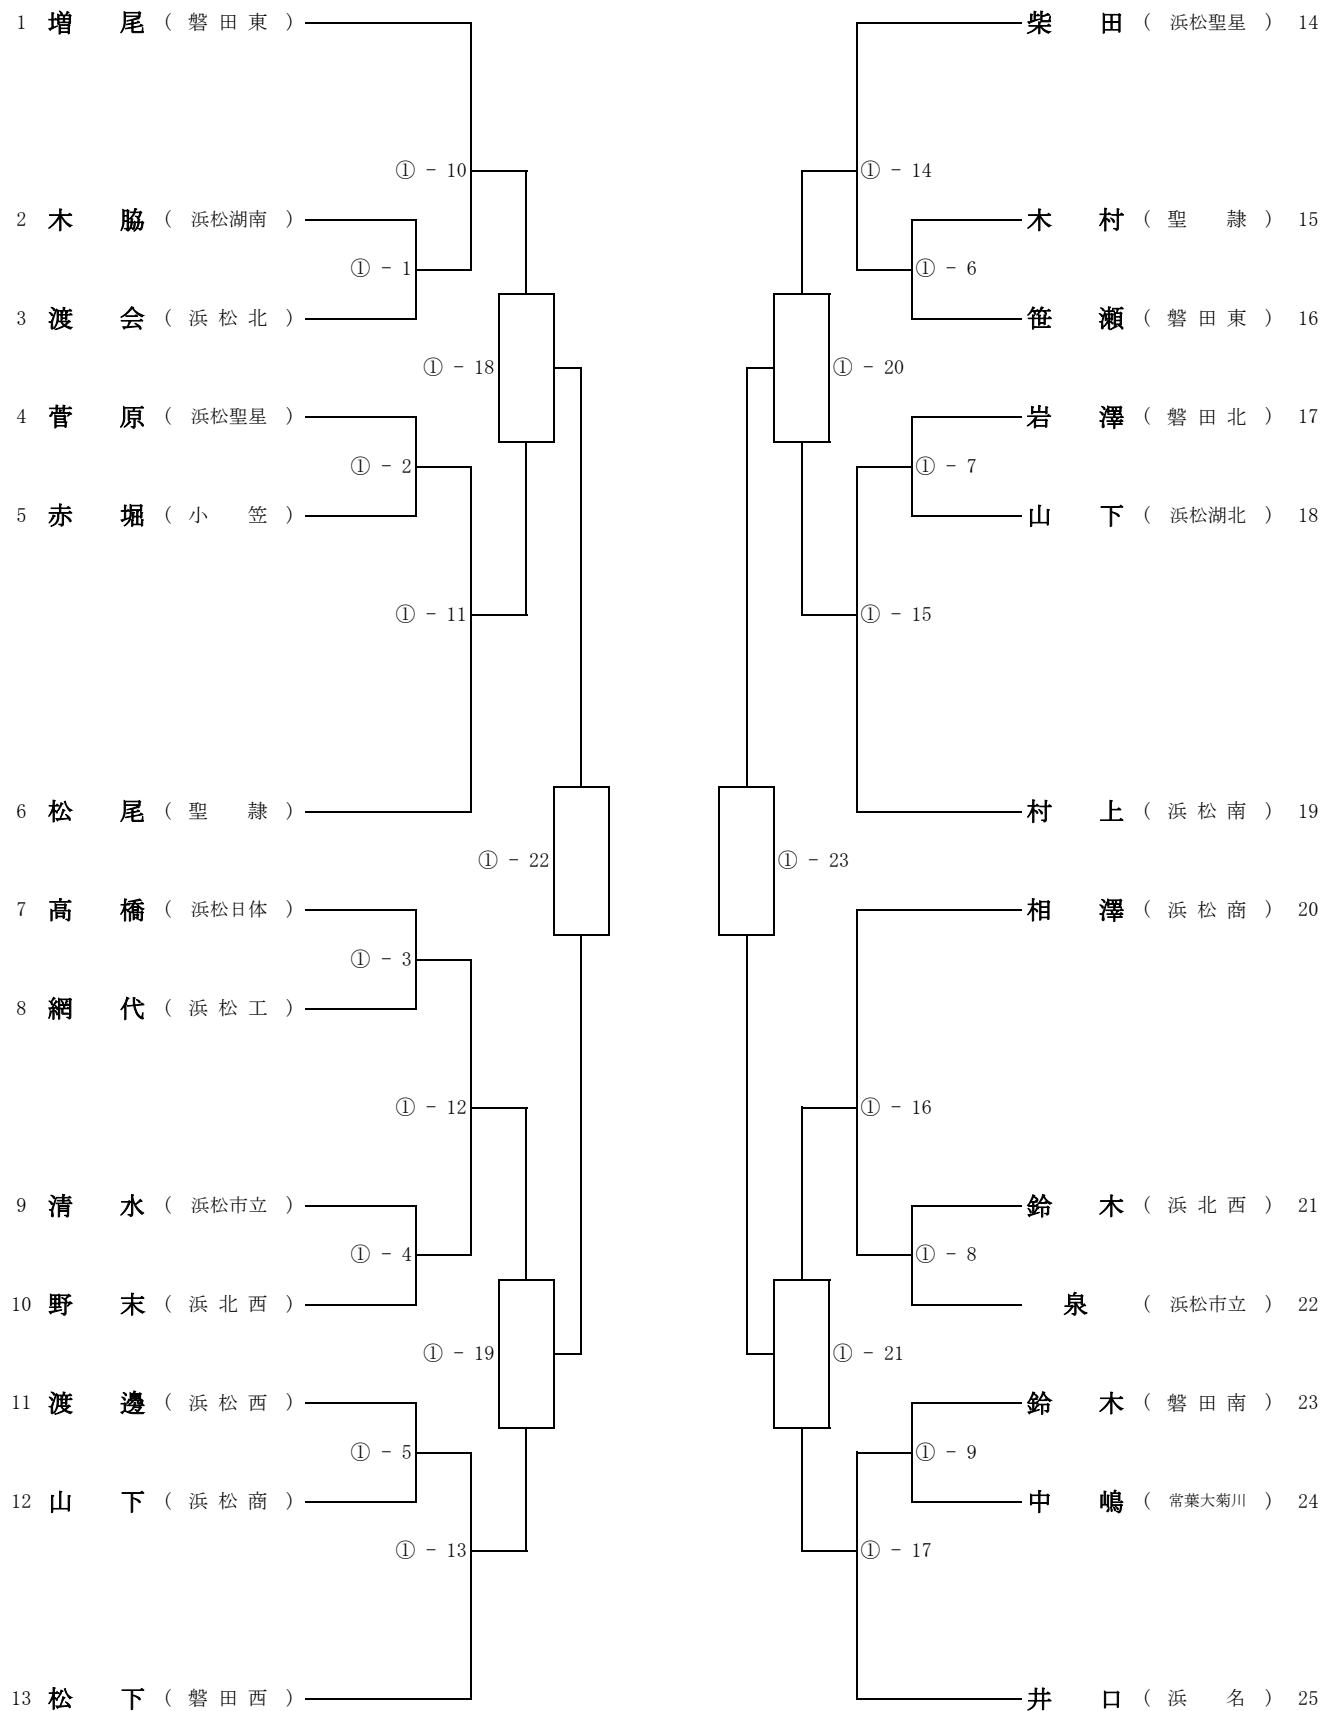 1 増 尾 ( 磐 田 東 )
① - 10
2 木 脇 ( 浜松湖南 )
① - 1
3 渡 会 ( 浜 松 北 )
① - 18
4 菅 原 ( 浜松聖星 )
① - 2
5 赤 堀 ( 小 笠 )
① - 11
6 松 尾 ( 聖 隷 )
① - 22
7 高 橋 ( 浜松日体 )
① - 3
8 網 代 ( 浜 松 工 )
① - 12
9 清 水 ( 浜松市立 )
① - 4
10 野 末 ( 浜 北 西 )
① - 19
11 渡 邊 ( 浜 松 西 )
① - 5
12 山 下 ( 浜 松 商 )
① - 13
13 松 下 ( 磐 田 西 )
柴 田 ( 浜松聖星 ) 14
① - 14
木 村 ( 聖 隷 ) 15
① - 6
笹 瀬 ( 磐 田 東 ) 16
① - 20
岩 澤 ( 磐 田 北 ) 17
① - 7
山 下 ( 浜松湖北 ) 18
① - 15
村 上 ( 浜 松 南 ) 19
① - 23
相 澤 ( 浜 松 商 ) 20
① - 16
鈴 木 ( 浜 北 西 ) 21
① - 8
泉 ( 浜松市立 ) 22
① - 21
鈴 木 ( 磐 田 南 ) 23
① - 9
中 嶋 ( 常葉大菊川 ) 24
① - 17
井 口 ( 浜 名 ) 25